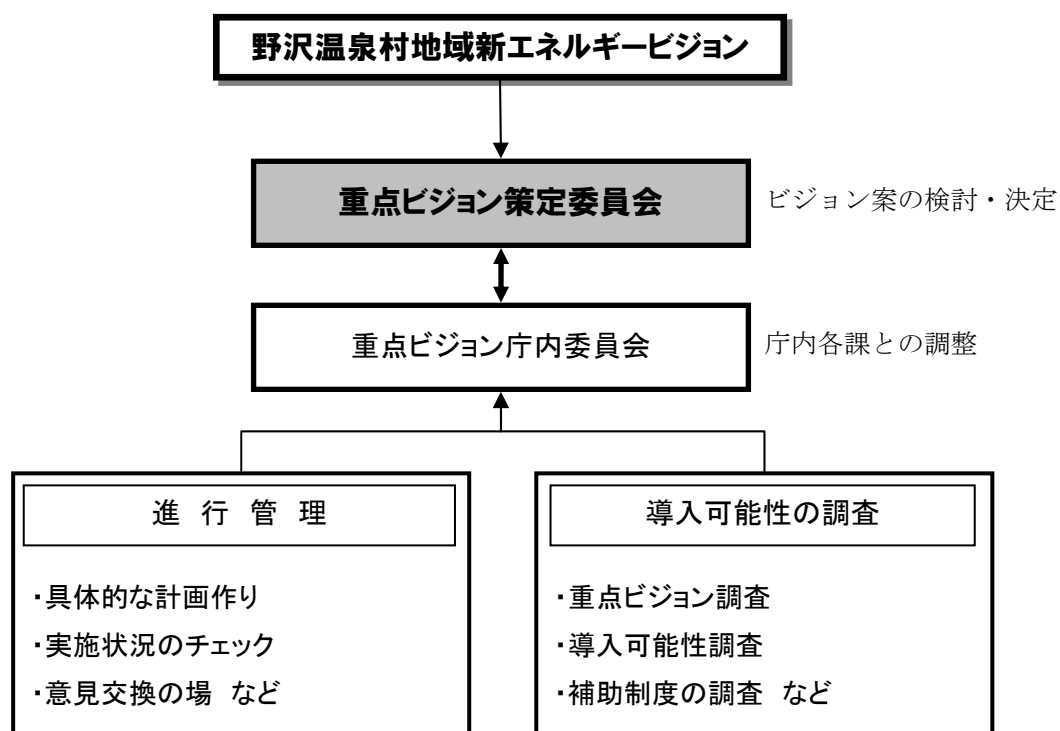 野沢温泉村地域新エネルギービジョン
重点ビジョン策定委員会
ビジョン案の検討・決定
重点ビジョン庁内委員会
庁内各課との調整
進 行 管 理
・具体的な計画作り
・実施状況のチェック
・意見交換の場 など
導入可能性の調査
・重点ビジョン調査
・導入可能性調査
・補助制度の調査 など